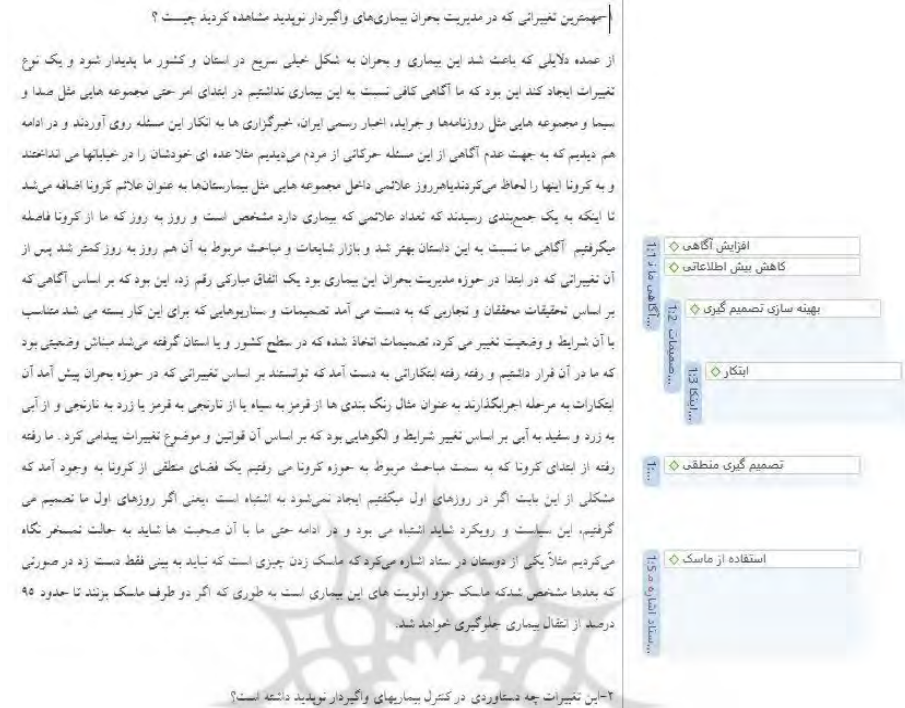 ۱-مهمترین تغییراتی که در مدیریت بحران بیماری‌های واگیردار نوپدید مشاهده کردید چیست ؟
از عمده دلایلی که باعث شد این بیماری و بحران به شکل خیلی سریع در استان و کشور ما پدیدار شود و یک نوع
تغییرات ایجاد کند این بود که ما آگاهی کافی نسبت به این بیماری نداشتیم در ابتدای امر حتی مجموعه هایی مثل صدا و
سیما و مجموعه هایی مثل روزنامه‌ها و جراید، اخبار رسمی ایران، خبرگزاری ها به انکار این مسئله روی آوردند و در ادامه
هم دیدیم که به جهت عدم آگاهی از این مسئله حرکاتی از مردم می‌دیدیم مثلا عده ای خودشان را در خیابانها می انداختند
و به کرونا اینها را لحاظ می‌کردندیاهرروز علائمی داخل مجموعه هایی مثل بیمارستان‌ها به عنوان علائم کرونا اضافه می‌شد
تا اینکه به یک جمع‌بندی رسیدند که تعداد علائمی که بیماری دارد مشخص است و روز به روز که ما از کرونا فاصله
میگرفتیم آگاهی ما نسبت به این داستان بهتر شد و بازار شایعات و مباحث مربوط به آن هم روز به روز کمتر شد پس از
آن تغییراتی که در ابتدا در حوزه مدیریت بحران این بیماری بود یک اتفاق مبارکی رقم زد، این بود که بر اساس آگاهی که
بر اساس تحقیقات محققان و تجاربی که به دست می آمد تصمیمات و سناریوهایی که برای این کار بسته می شد متناسب
با آن شرایط و وضعیت تغییر می کرد، تصمیمات اتخاذ شده که در سطح کشور و یا استان گرفته می‌شد مبناش وضعیتی بود
که ما در آن قرار داشتیم و رفته رفته ابتکاراتی به دست آمد که توانستند بر اساس تغییراتی که در حوزه بحران پیش آمد آن
ابتکارات به مرحله اجرابگذارند به عنوان مثال رنگ بندی ها از قرمز به سیاه یا از نارنجی به قرمز یا زرد به نارنجی و از آبی
به زرد و سفید به آبی بر اساس تغییر شرایط و الگوهایی بود که بر اساس آن قوانین و موضوع تغییرات پیدامی کرد . ما رفته
رفته از ابتدای کرونا که به سمت مباحث مربوط به حوزه کرونا می رفتیم یک فضای منطقی از کرونا به وجود آمد که
مشکلی از این بابت اگر در روزهای اول میگفتیم ایجاد نمی‌شود به اشتباه است ،یعنی اگر روزهای اول ما تصمیم می
گرفتیم، این سیاست و رویکرد شاید اشتباه می بود و در ادامه حتی ما با آن صحبت ها شاید به حالت تمسخر نگاه
می‌کردیم مثلاً یکی از دوستان در ستاد اشاره می‌کرد که ماسک زدن چیزی است که نباید به بینی فقط دست زد در صورتی
که بعدها مشخص شدکه ماسک جزو اولویت های این بیماری است به طوری که اگر دو طرف ماسک بزنند تا حدود ۹۵
درصد از انتقال بیماری جلوگیری خواهد شد.
۲-این تغییرات چه دستاوردی در کنترل بیماریهای واگیردار نوپدید داشته است؟
افزایش آگاهی
کاهش بیش اطلاعاتی
1:1 آگاهی ما ن...
بهینه سازی تصمیم گیری
1:2 تصمیمات...
ابتکار
1:3 ابتکا...
تصمیم گیری منطقی
1:...
استفاده از ماسک
1:5 ستاد اشاره م...